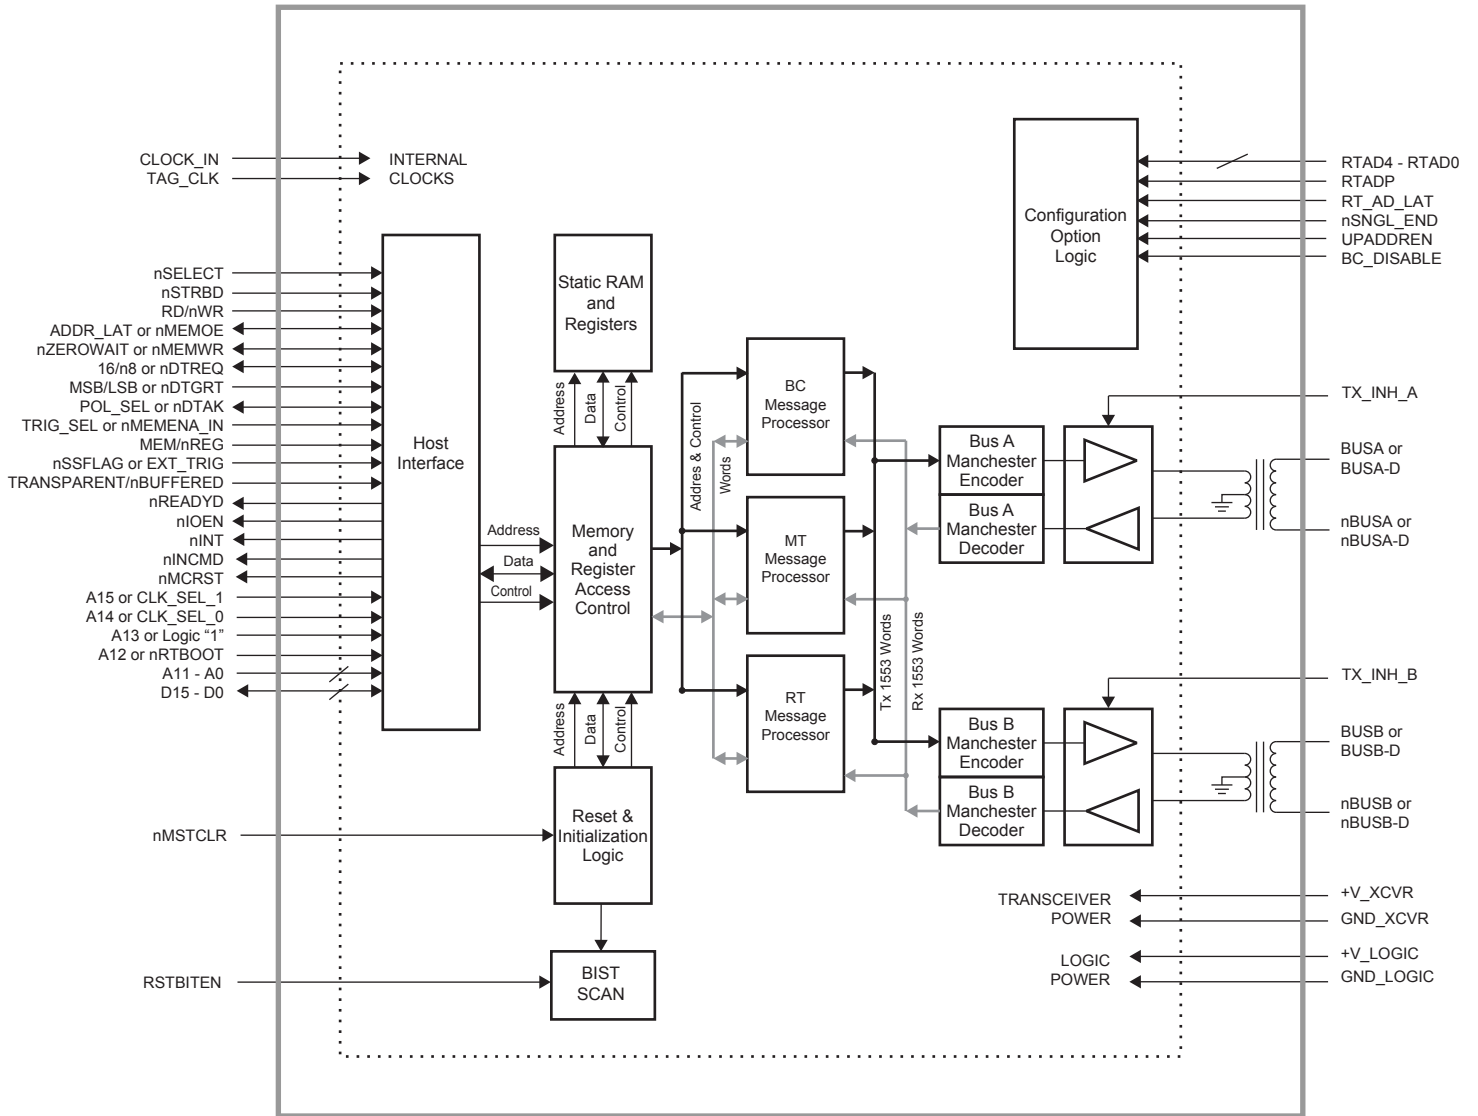 CLOCK_IN
TAG_CLK
INTERNAL
CLOCKS
nSELECT
nSTRBD
RD/nWR
ADDR_LAT or nMEMOE
nZEROWAIT or nMEMWR
16/n8 or nDTREQ
MSB/LSB or nDTGRT
POL_SEL or nDTAK
TRIG_SEL or nMEMENA_IN
MEM/nREG
nSSFLAG or EXT_TRIG
TRANSPARENT/nBUFFERED
nREADYD
nIOEN
nINT
nINCMD
nMCRST
A15 or CLK_SEL_1
A14 or CLK_SEL_0
A13 or Logic “1”
A12 or nRTBOOT
A11 - A0
D15 - D0
nMSTCLR
RSTBITEN
Host
Interface
Address
Data
Control
Static RAM
and
Registers
Address
Data
Control
Memory
and
Register
Access
Control
Address
Data
Control
Reset &
Initialization
Logic
BIST
SCAN
Addres & Control
Words
BC
Message
Processor
MT
Message
Processor
RT
Message
Processor
Tx 1553 Words
Rx 1553 Words
Configuration
Option
Logic
RTAD4 - RTAD0
RTADP
RT_AD_LAT
nSNGL_END
UPADDREN
BC_DISABLE
Bus A
Manchester
Encoder
Bus A
Manchester
Decoder
TX_INH_A
BUSA or
BUSA-D
nBUSA or
nBUSA-D
Bus B
Manchester
Encoder
Bus B
Manchester
Decoder
TX_INH_B
BUSB or
BUSB-D
nBUSB or
nBUSB-D
TRANSCEIVER
POWER
+V_XCVR
GND_XCVR
LOGIC
POWER
+V_LOGIC
GND_LOGIC